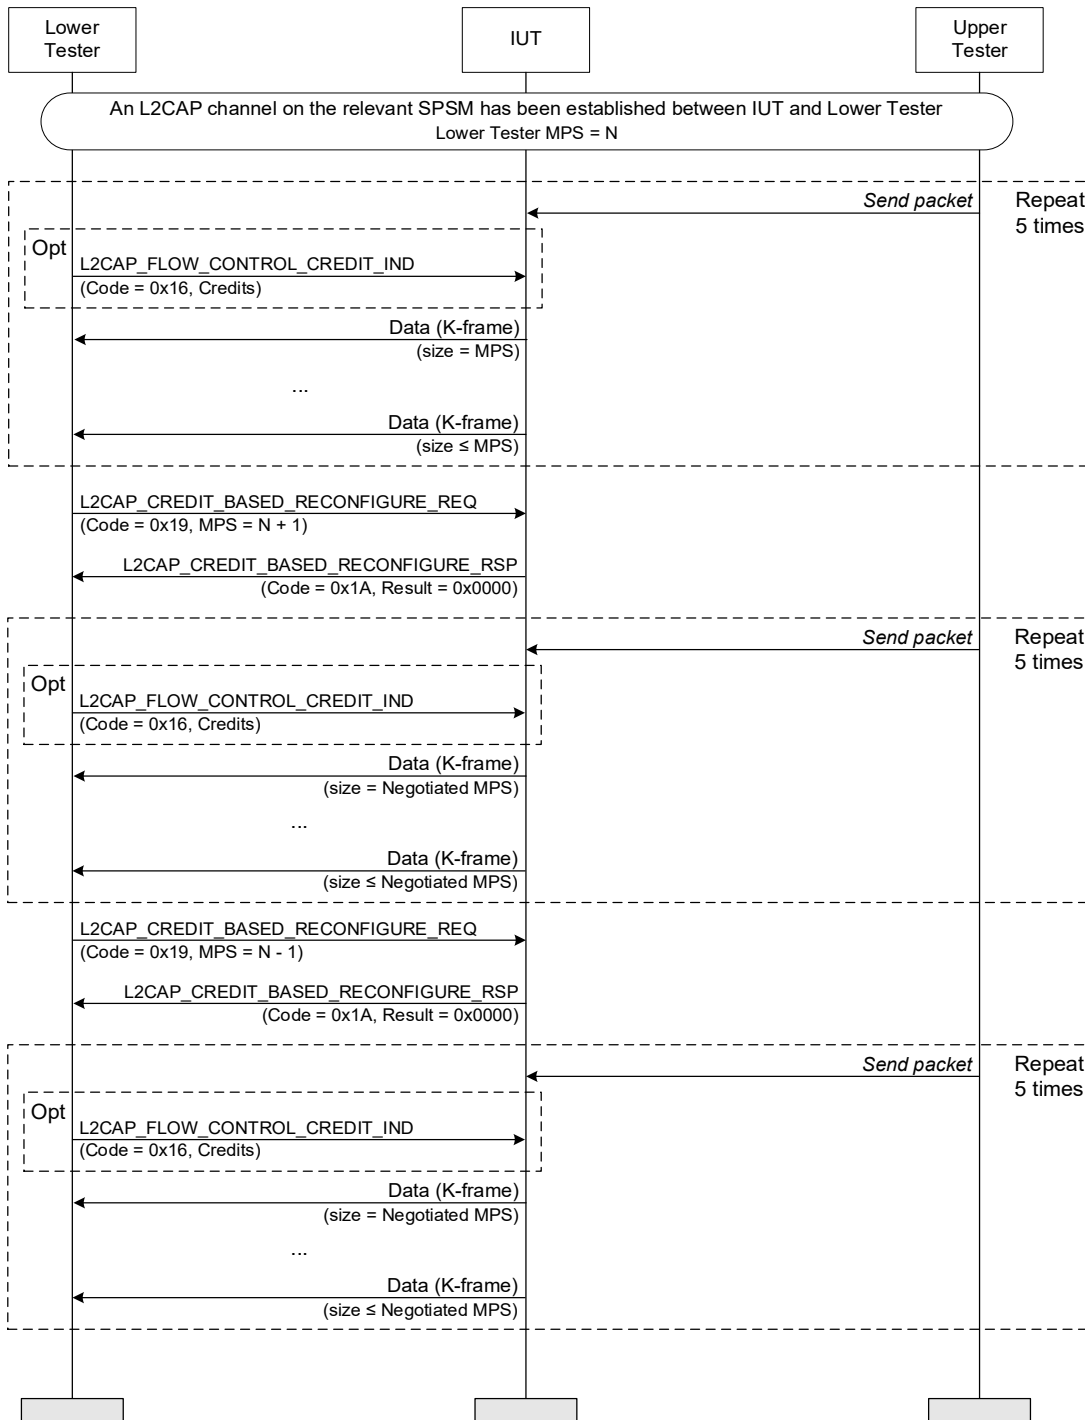 Lower
Tester
IUT
Upper
Tester
An L2CAP channel on the relevant SPSM has been established between IUT and Lower Tester
Lower Tester MPS = N
Send packet
Repeat
5 times
Opt
L2CAP_FLOW_CONTROL_CREDIT_IND
(Code = 0x16, Credits)
Data (K-frame)
(size = MPS)
...
Data (K-frame)
(size ≤ MPS)
L2CAP_CREDIT_BASED_RECONFIGURE_REQ
(Code = 0x19, MPS = N + 1)
L2CAP_CREDIT_BASED_RECONFIGURE_RSP
(Code = 0x1A, Result = 0x0000)
Send packet
Repeat
5 times
Opt
L2CAP_FLOW_CONTROL_CREDIT_IND
(Code = 0x16, Credits)
Data (K-frame)
(size = Negotiated MPS)
...
Data (K-frame)
(size ≤ Negotiated MPS)
L2CAP_CREDIT_BASED_RECONFIGURE_REQ
(Code = 0x19, MPS = N - 1)
L2CAP_CREDIT_BASED_RECONFIGURE_RSP
(Code = 0x1A, Result = 0x0000)
Send packet
Repeat
5 times
Opt
L2CAP_FLOW_CONTROL_CREDIT_IND
(Code = 0x16, Credits)
Data (K-frame)
(size = Negotiated MPS)
...
Data (K-frame)
(size ≤ Negotiated MPS)